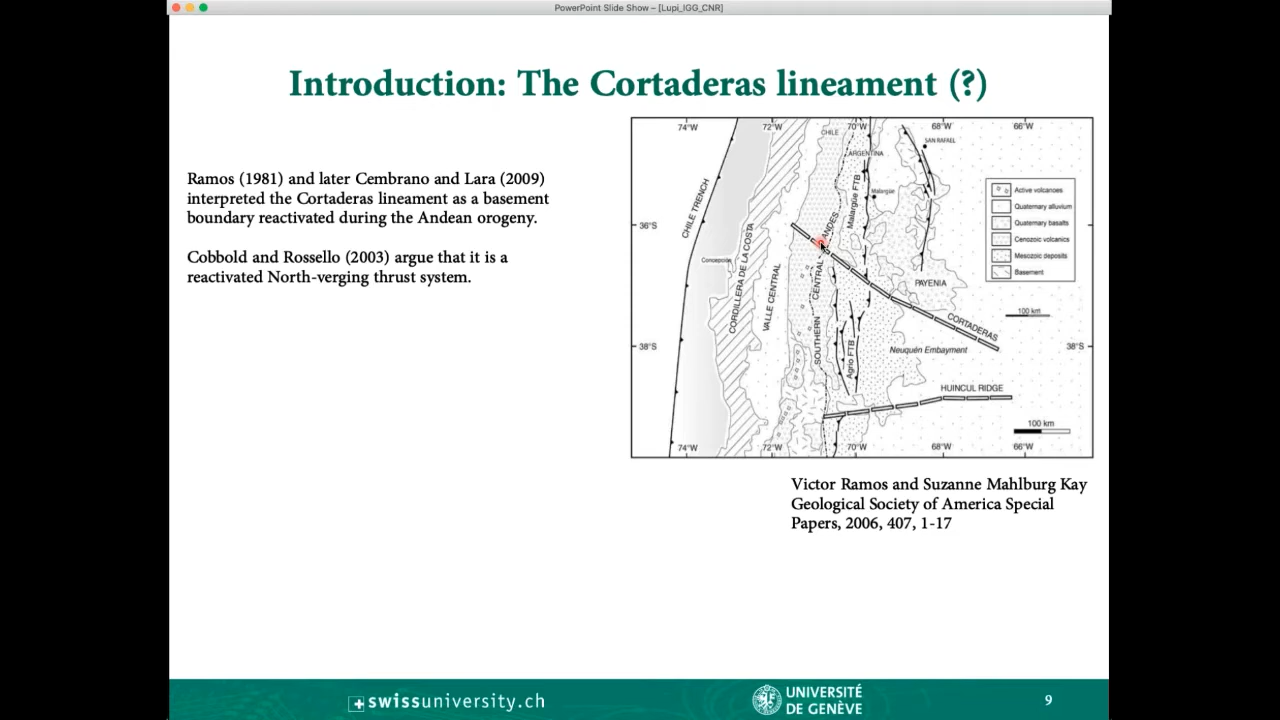 PowerPoint Slide Show – [Lupi_IGG_CNR]
Introduction: The Cortaderas lineament (?)
Ramos (1981) and later Cembrano and Lara (2009)
interpreted the Cortaderas lineament as a basement
boundary reactivated during the Andean orogeny.
Cobbold and Rossello (2003) argue that it is a
reactivated North-verging thrust system.
74°W
72°W
70°W
68°W
66°W
CHILE
ARGENTINA
SAN RAFAEL
CHILE TRENCH
Malargüe FTB
Malargüe
Active volcanoes
Quaternary alluvium
Quaternary basalts
Cenozoic volcanics
Mesozoic deposits
Basement
36°S
Concepción
CORDILLERA DE LA COSTA
VALLE CENTRAL
SOUTHERN CENTRAL ANDES
PAYENIA
100 km
CORTADERAS
38°S
38°S
Agrio FTB
Neuquén Embayment
HUINCUL RIDGE
100 km
74°W
72°W
70°W
68°W
66°W
Victor Ramos and Suzanne Mahlburg Kay
Geological Society of America Special
Papers, 2006, 407, 1-17
swissuniversity.ch
UNIVERSITÉ
DE GENÈVE
9